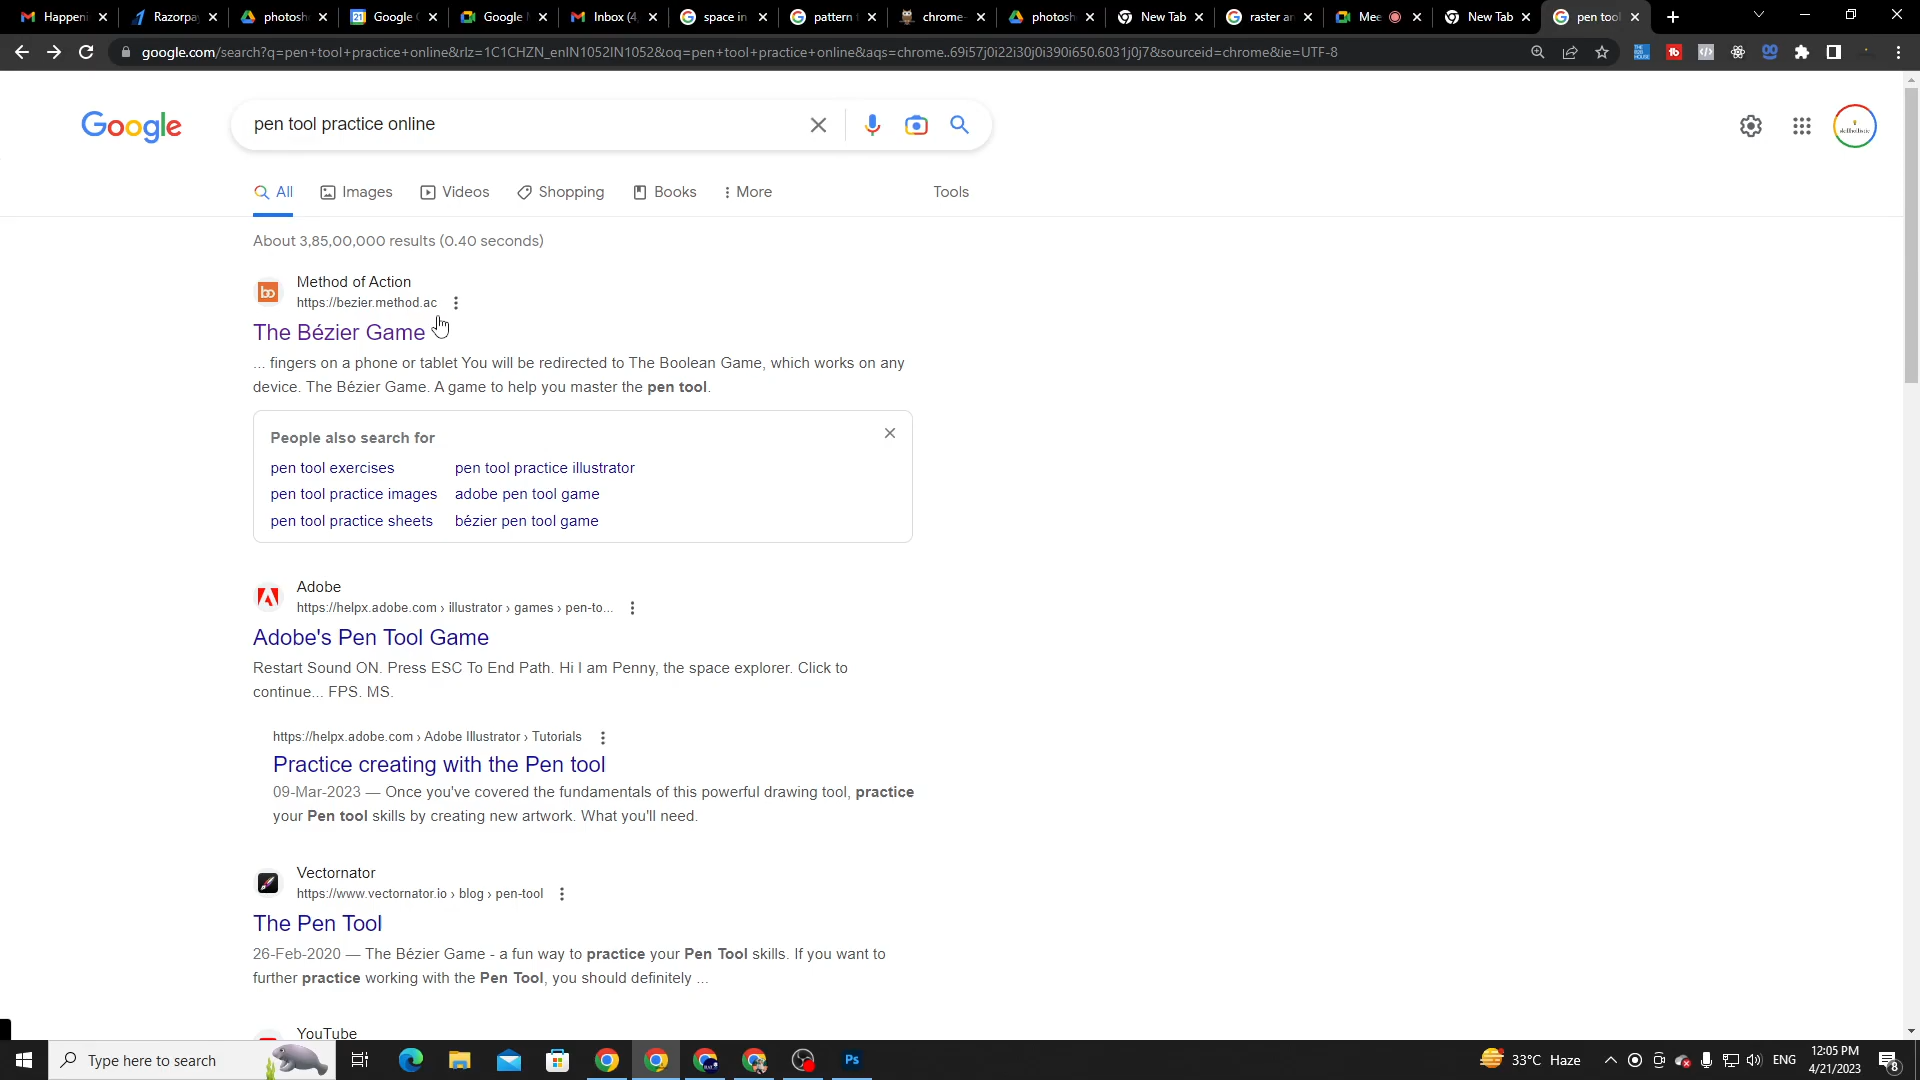 Happeni
Razorpa
photosh
Google
Google
Inbox (4
space in
pattern
chrome-
photosh
New Tab
raster an
Mee
New Tab
pen tool
google.com/search?q=pen+tool+practice+online&rlz=1C1CHZN_enIN1052IN1052&oq=pen+tool+practice+online&aqs=chrome..69i57j0i22i30j0i390i650.6031j0j7&sourceid=chrome&ie=UTF-8
Google
pen tool practice online
All
Images
Videos
Shopping
Books
More
Tools
About 3,85,00,000 results (0.40 seconds)
Method of Action
https://bezier.method.ac
The Bézier Game
... fingers on a phone or tablet You will be redirected to The Boolean Game, which works on any
device. The Bézier Game. A game to help you master the pen tool.
People also search for
pen tool exercises
pen tool practice illustrator
pen tool practice images
adobe pen tool game
pen tool practice sheets
bézier pen tool game
Adobe
https://helpx.adobe.com › illustrator › games › pen-to...
Adobe's Pen Tool Game
Restart Sound ON. Press ESC To End Path. Hi I am Penny, the space explorer. Click to
continue... FPS. MS.
https://helpx.adobe.com › Adobe Illustrator › Tutorials
Practice creating with the Pen tool
09-Mar-2023 — Once you've covered the fundamentals of this powerful drawing tool, practice
your Pen tool skills by creating new artwork. What you'll need.
Vectornator
https://www.vectornator.io › blog › pen-tool
The Pen Tool
26-Feb-2020 — The Bézier Game - a fun way to practice your Pen Tool skills. If you want to
further practice working with the Pen Tool, you should definitely ...
YouTube
Type here to search
Ps
33°C Haze
ENG
12:05 PM
4/21/2023
8